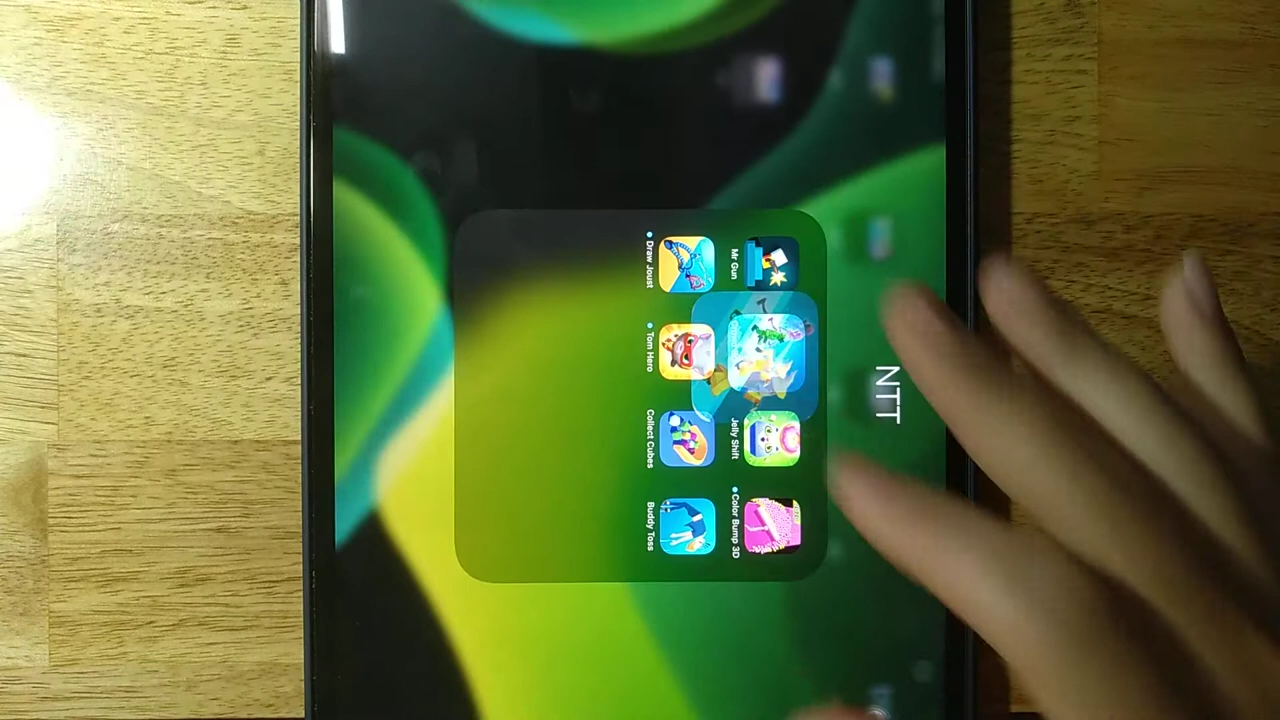 NTT
Mr Gun
Jelly Shift
Color Bump 3D
Draw Joust
Tom Hero
Collect Cubes
Buddy Toss